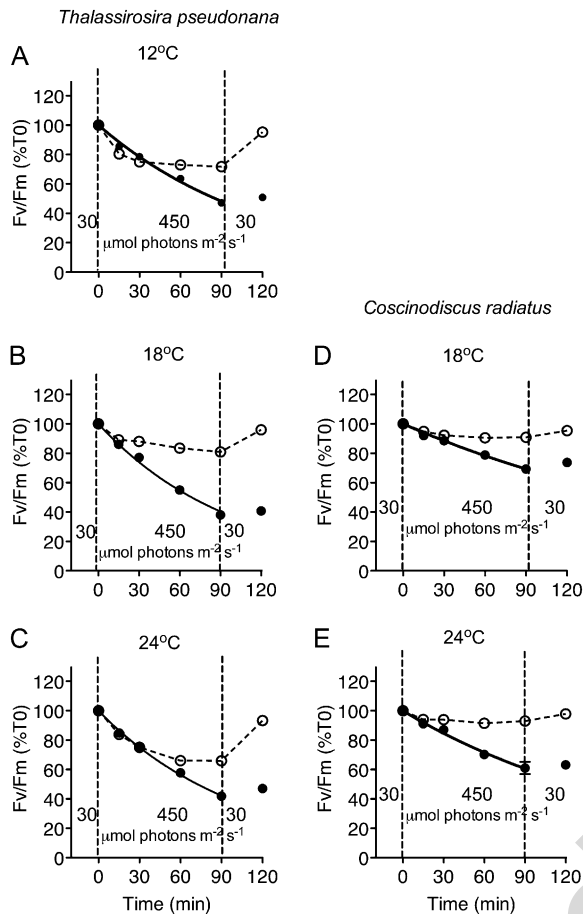 Thalassirosira pseudonana
A
12°C
Fv/Fm (%T0)
120
100
80
60
40
20
0
30 450 30
μmol photons m⁻² s⁻¹
0 30 60 90 120
Coscinodiscus radiatus
B
18°C
Fv/Fm (%T0)
120
100
80
60
40
20
0
30 450 30
μmol photons m⁻² s⁻¹
0 30 60 90 120
D
18°C
Fv/Fm (%T0)
120
100
80
60
40
20
0
30 450 30
μmol photons m⁻² s⁻¹
0 30 60 90 120
C
24°C
Fv/Fm (%T0)
120
100
80
60
40
20
0
30 450 30
μmol photons m⁻² s⁻¹
0 30 60 90 120
Time (min)
E
24°C
Fv/Fm (%T0)
120
100
80
60
40
20
0
30 450 30
μmol photons m⁻² s⁻¹
0 30 60 90 120
Time (min)